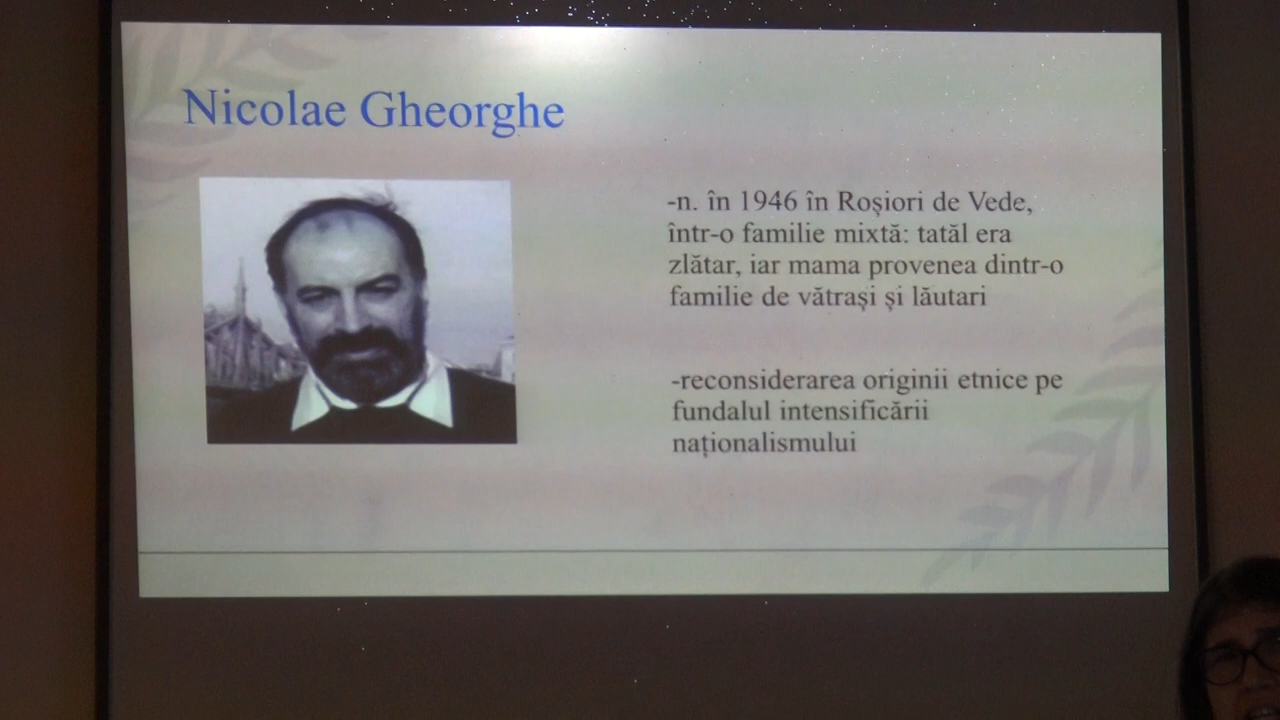 Nicolae Gheorghe
-n. în 1946 în Roșiori de Vede,
într-o familie mixtă: tatăl era
zlătar, iar mama provenea dintr-o
familie de vătrași și lăutari
-reconsiderarea originii etnice pe
fundalul intensificării
naționalismului